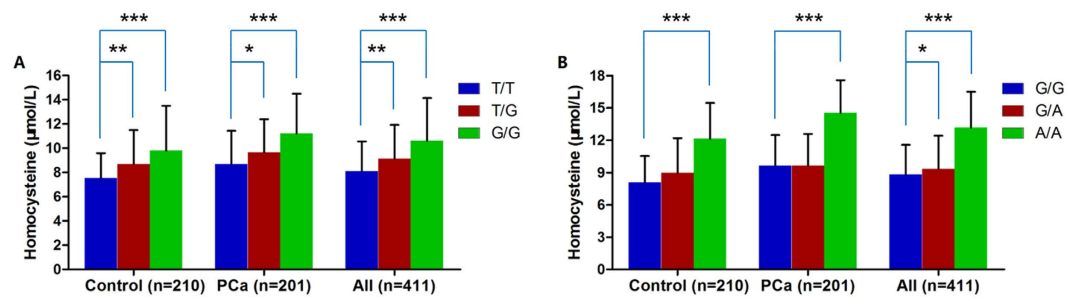 A
*** *** ***
** * **
Homocysteine (µmol/L)
16
14
12
10
8
6
4
2
0
Control (n=210) PCa (n=201) All (n=411)
T/T
T/G
G/G
B
*** *** ***
*
Homocysteine (µmol/L)
18
15
12
9
6
3
0
Control (n=210) PCa (n=201) All (n=411)
G/G
G/A
A/A